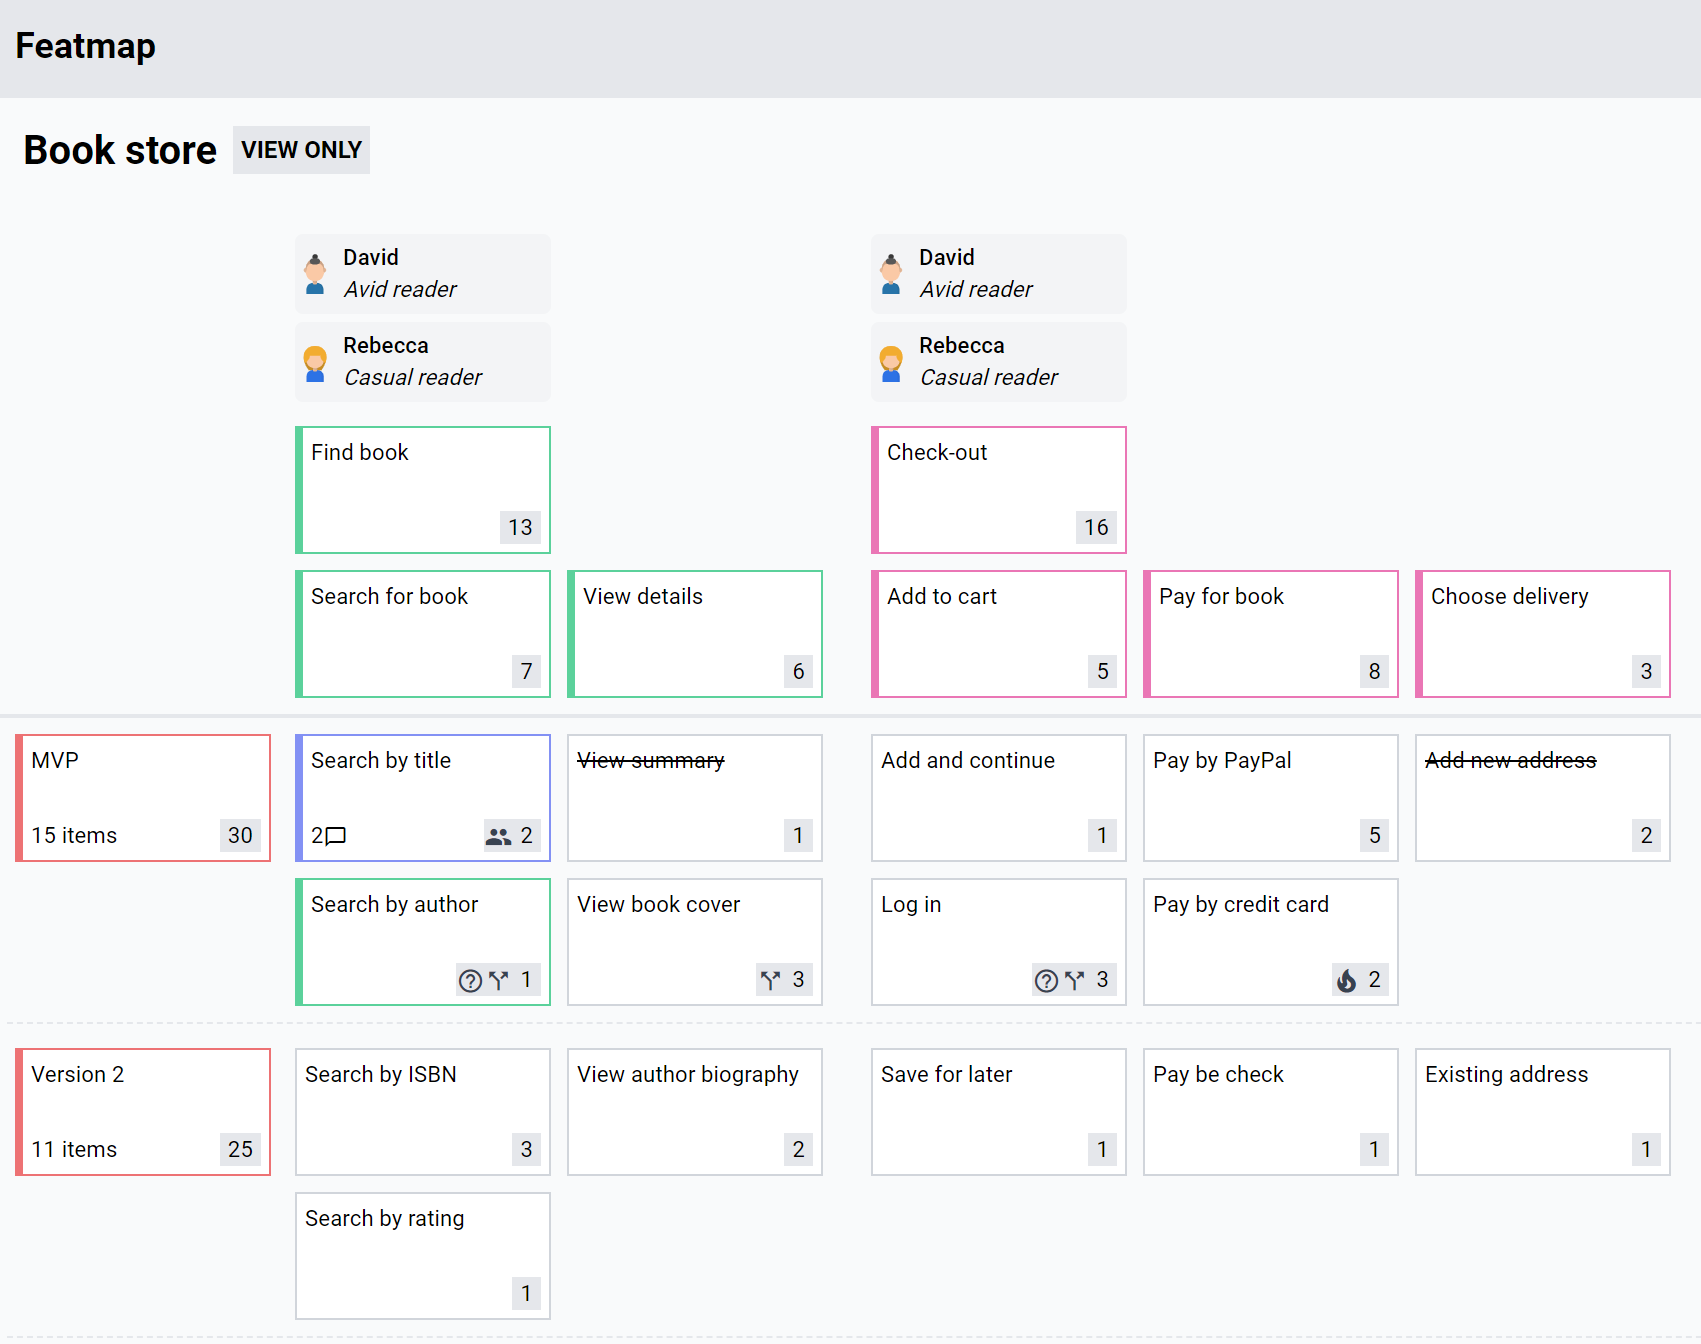 Featmap
Book store VIEW ONLY
David
Avid reader
David
Avid reader
Rebecca
Casual reader
Rebecca
Casual reader
Find book
13
Check-out
16
Search for book
7
View details
6
Add to cart
5
Pay for book
8
Choose delivery
3
MVP
15 items 30
Search by title
2 2
View summary
1
Add and continue
1
Pay by PayPal
5
Add new address
2
Search by author
1
View book cover
3
Log in
3
Pay by credit card
2
Version 2
11 items 25
Search by ISBN
3
View author biography
2
Save for later
1
Pay be check
1
Existing address
1
Search by rating
1